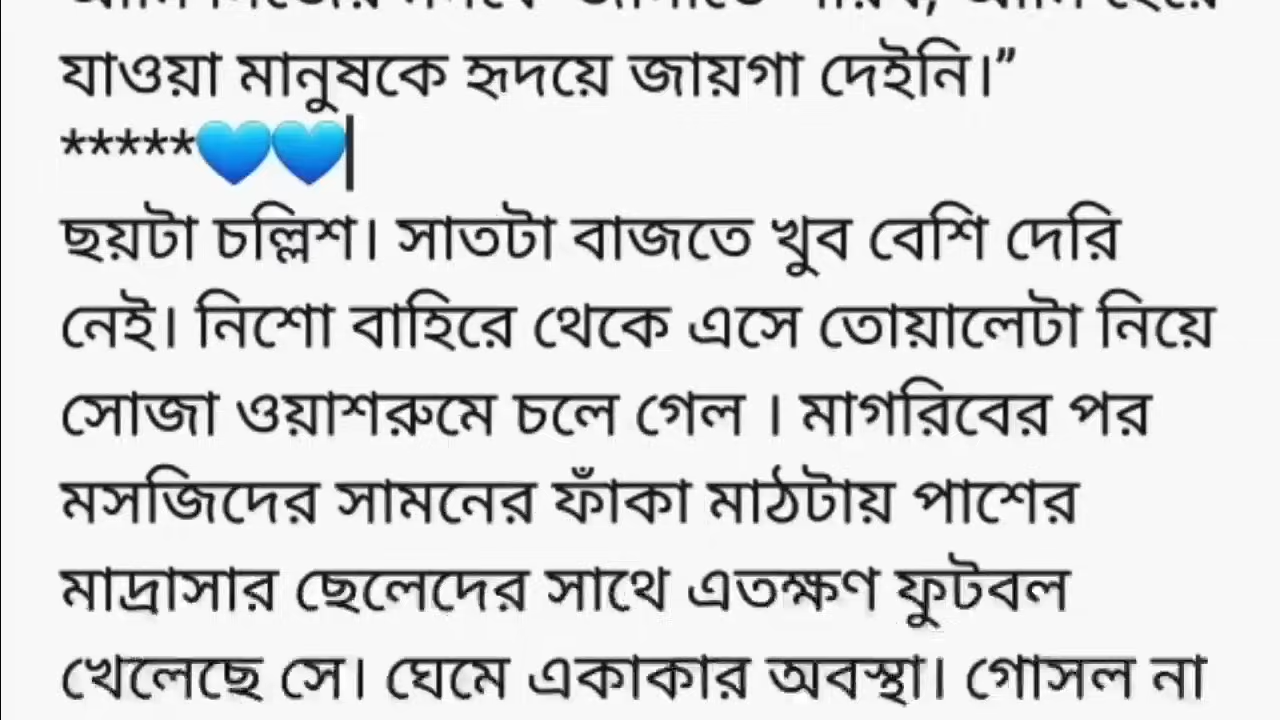 যাওয়া মানুষকে হৃদয়ে জায়গা দেইনি।”
*****💙💙
ছয়টা চল্লিশ। সাতটা বাজতে খুব বেশি দেরি
নেই। নিশো বাহিরে থেকে এসে তোয়ালেটা নিয়ে
সোজা ওয়াশরুমে চলে গেল । মাগরিবের পর
মসজিদের সামনের ফাঁকা মাঠটায় পাশের
মাদ্রাসার ছেলেদের সাথে এতক্ষণ ফুটবল
খেলেছে সে। ঘেমে একাকার অবস্থা। গোসল না